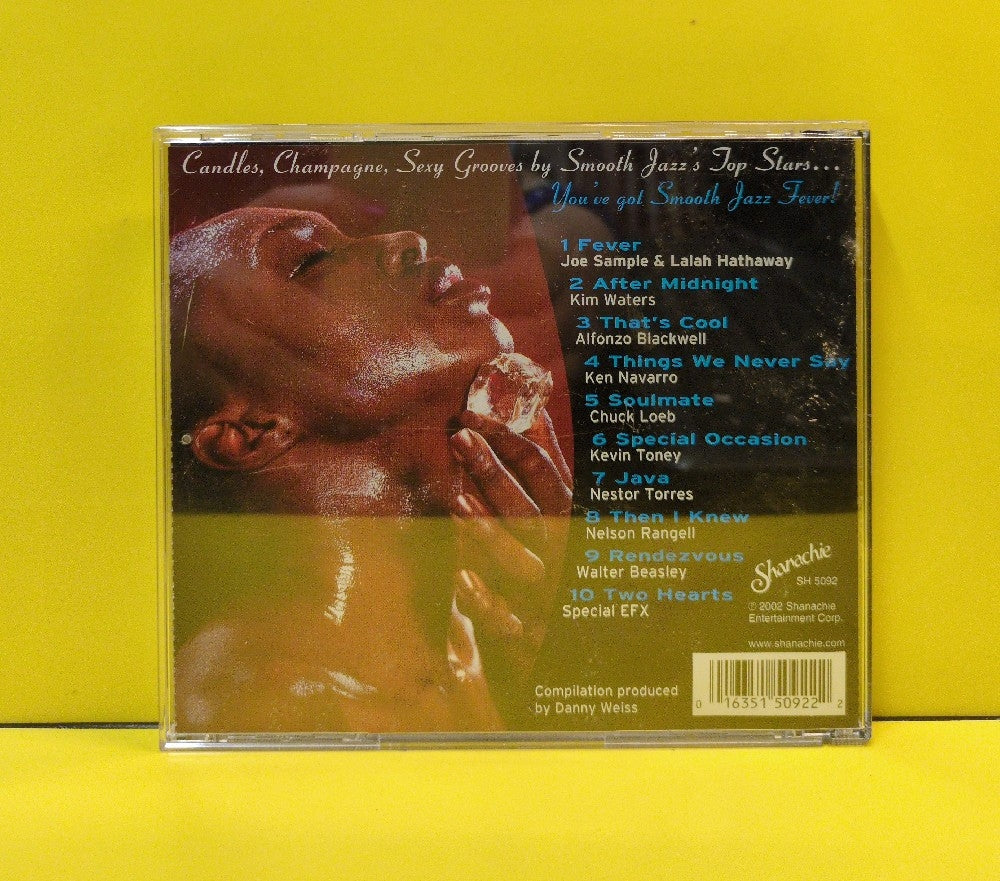 Candles, Champagne, Sexy Grooves by Smooth Jazz's Top Stars...
You've got Smooth Jazz Fever!
1 Fever
Joe Sample & Lalah Hathaway
2 After Midnight
Kim Waters
3 That's Cool
Alfonzo Blackwell
4 Things We Never Say
Ken Navarro
5 Soulmate
Chuck Loeb
6 Special Occasion
Kevin Toney
7 Java
Nestor Torres
8 Then I Knew
Nelson Rangell
9 Rendezvous
Walter Beasley
10 Two Hearts
Special EFX
Shanachie
SH 5092
℗ 2002 Shanachie
Entertainment Corp.
www.shanachie.com
Compilation produced
by Danny Weiss
0 16351 50922 2